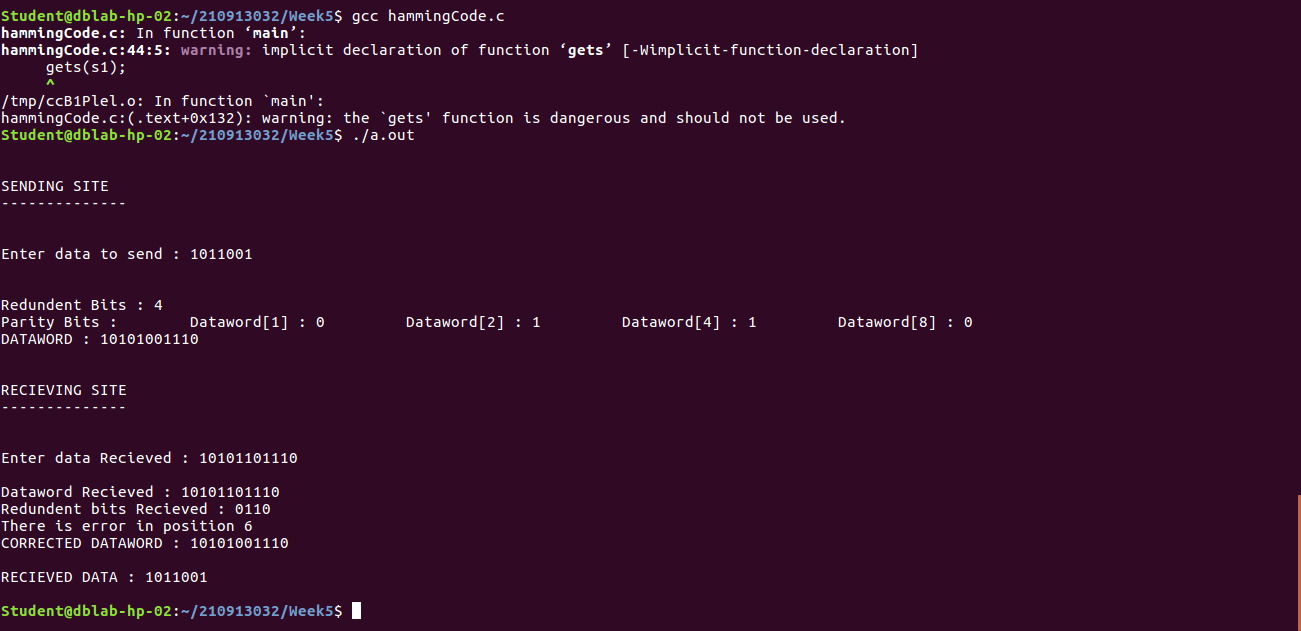 Student@dblab-hp-02:~/210913032/Week5$ gcc hammingCode.c
hammingCode.c: In function ‘main’:
hammingCode.c:44:5: warning: implicit declaration of function ‘gets’ [-Wimplicit-function-declaration]
     gets(s1);
     ^
/tmp/ccB1Plel.o: In function `main':
hammingCode.c:(.text+0x132): warning: the `gets' function is dangerous and should not be used.
Student@dblab-hp-02:~/210913032/Week5$ ./a.out
SENDING SITE
--------------
Enter data to send : 1011001
Redundent Bits : 4
Parity Bits :        Dataword[1] : 0         Dataword[2] : 1         Dataword[4] : 1         Dataword[8] : 0
DATAWORD : 10101001110
RECIEVING SITE
--------------
Enter data Recieved : 10101101110
Dataword Recieved : 10101101110
Redundent bits Recieved : 0110
There is error in position 6
CORRECTED DATAWORD : 10101001110
RECIEVED DATA : 1011001
Student@dblab-hp-02:~/210913032/Week5$